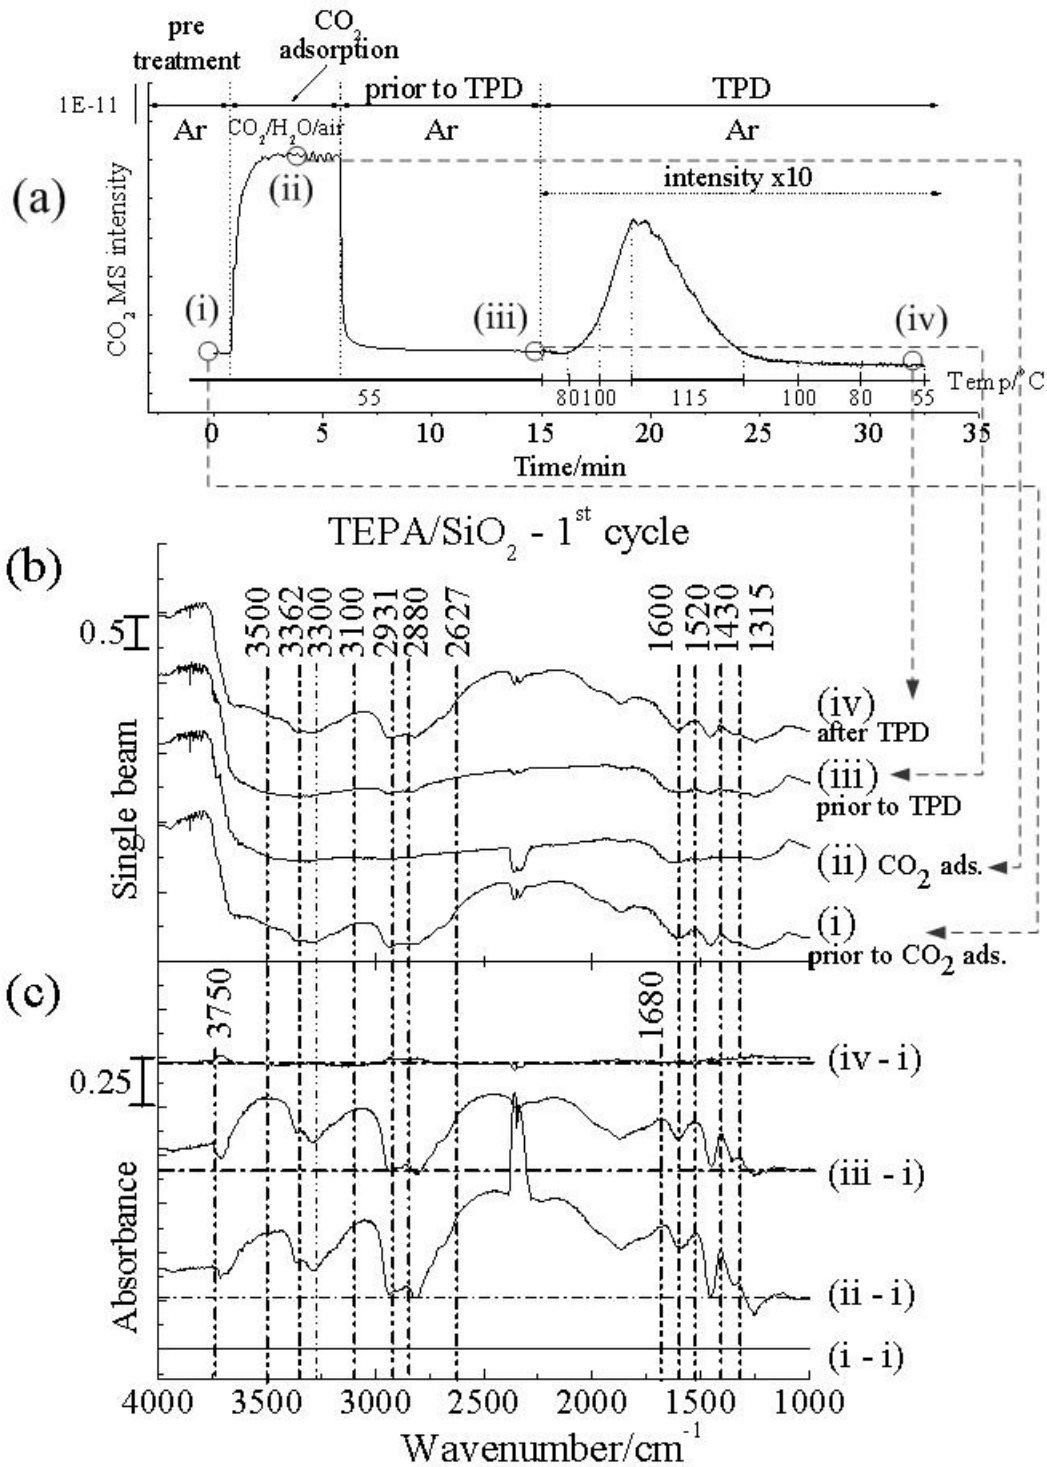 pre
treatment
CO2
adsorption
prior to TPD
TPD
1E-11
Ar
CO2/H2O/air
Ar
Ar
(a)
CO2 MS intensity
(i)
(ii)
(iii)
(iv)
intensity x10
55
80
100
115
100
80
55
Temp/°C
0 5 10 15 20 25 30 35
Time/min
TEPA/SiO2 - 1st cycle
(b)
0.5
Single beam
3500
3362
3300
3100
2931
2880
2627
1600
1520
1430
1315
(iv)
after TPD
(iii)
prior to TPD
(ii) CO2 ads.
(i)
prior to CO2 ads.
(c)
0.25
Absorbance
3750
1680
(iv - i)
(iii - i)
(ii - i)
(i - i)
4000 3500 3000 2500 2000 1500 1000
Wavenumber/cm-1